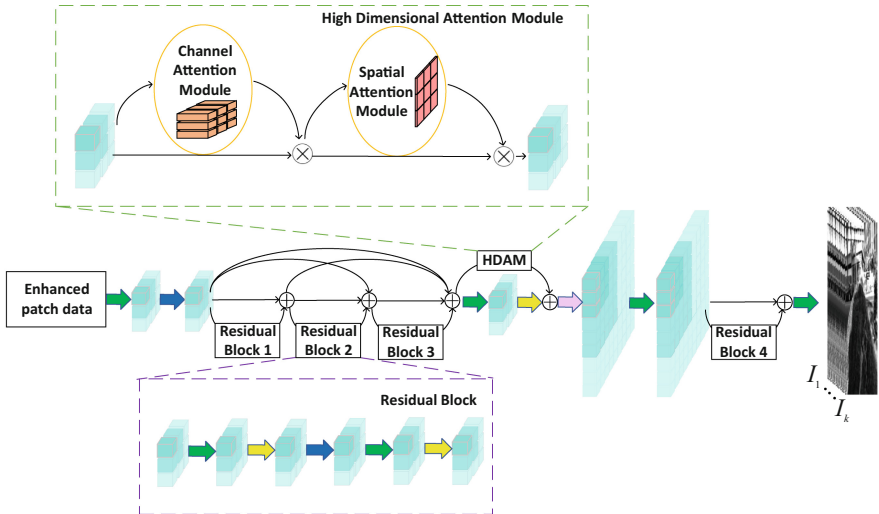 High Dimensional Attention Module
Channel
Attention
Module
Spatial
Attention
Module
HDAM
Enhanced
patch data
Residual
Block 1
Residual
Block 2
Residual
Block 3
Residual
Block 4
Residual Block
I1
Ik